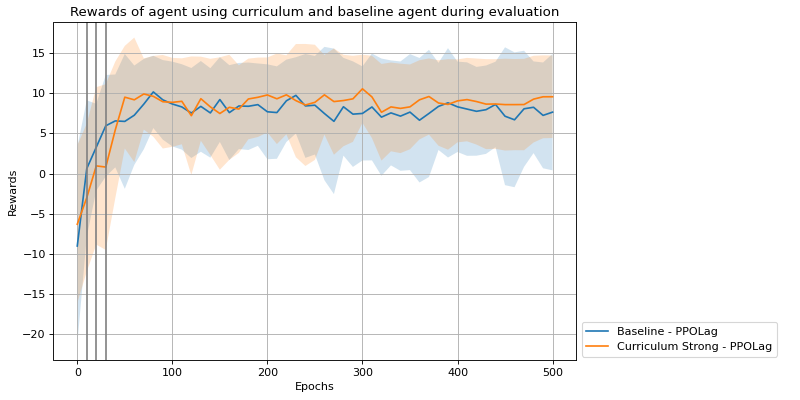 Rewards of agent using curriculum and baseline agent during evaluation
15
10
5
0
−5
−10
−15
−20
Rewards
0 100 200 300 400 500
Epochs
Baseline - PPOLag
Curriculum Strong - PPOLag